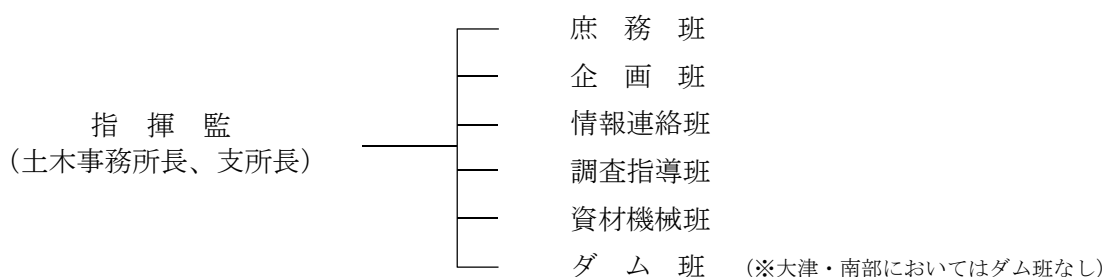 指　揮　監
（土木事務所長、支所長）
庶　務　班
企　画　班
情報連絡班
調査指導班
資材機械班
ダ　ム　班　（※大津・南部においてはダム班なし）